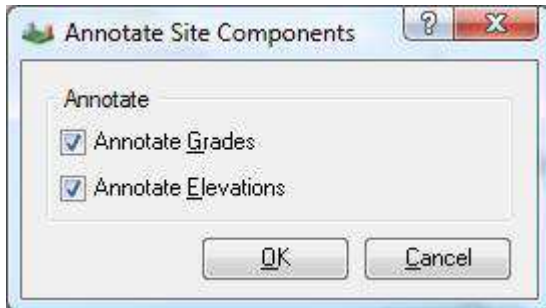 Annotate Site Components
?
Annotate
Annotate Grades
Annotate Elevations
OK Cancel